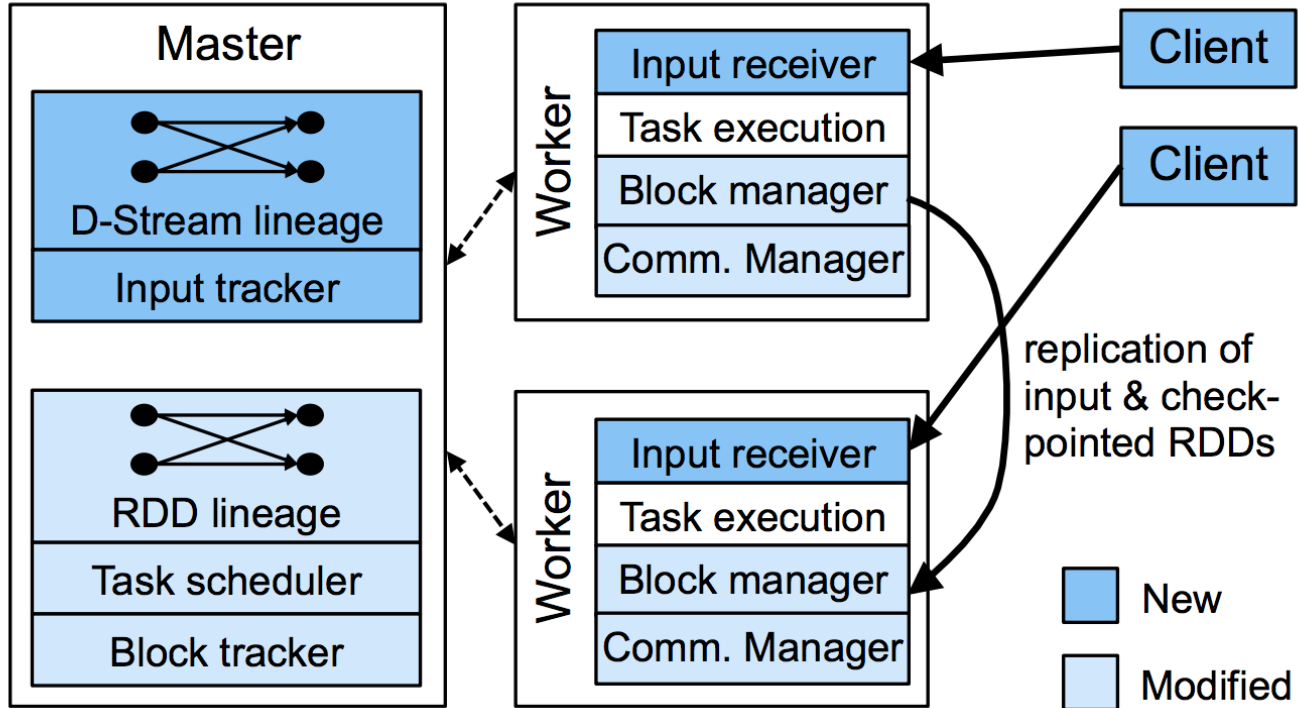 Master
D-Stream lineage
Input tracker
RDD lineage
Task scheduler
Block tracker
Worker
Input receiver
Task execution
Block manager
Comm. Manager
Worker
Input receiver
Task execution
Block manager
Comm. Manager
Client
Client
replication of
input & check-
pointed RDDs
New
Modified